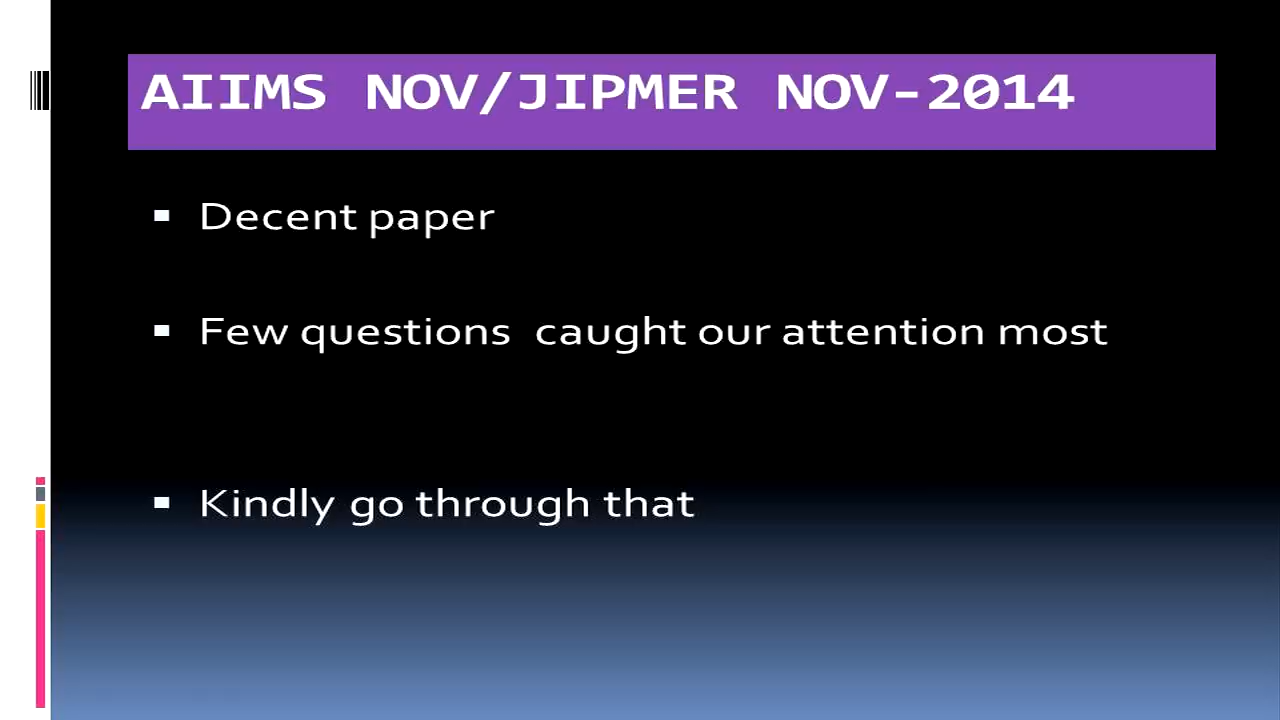 AIIMS NOV/JIPMER NOV-2014
Decent paper
Few questions caught our attention most
Kindly go through that